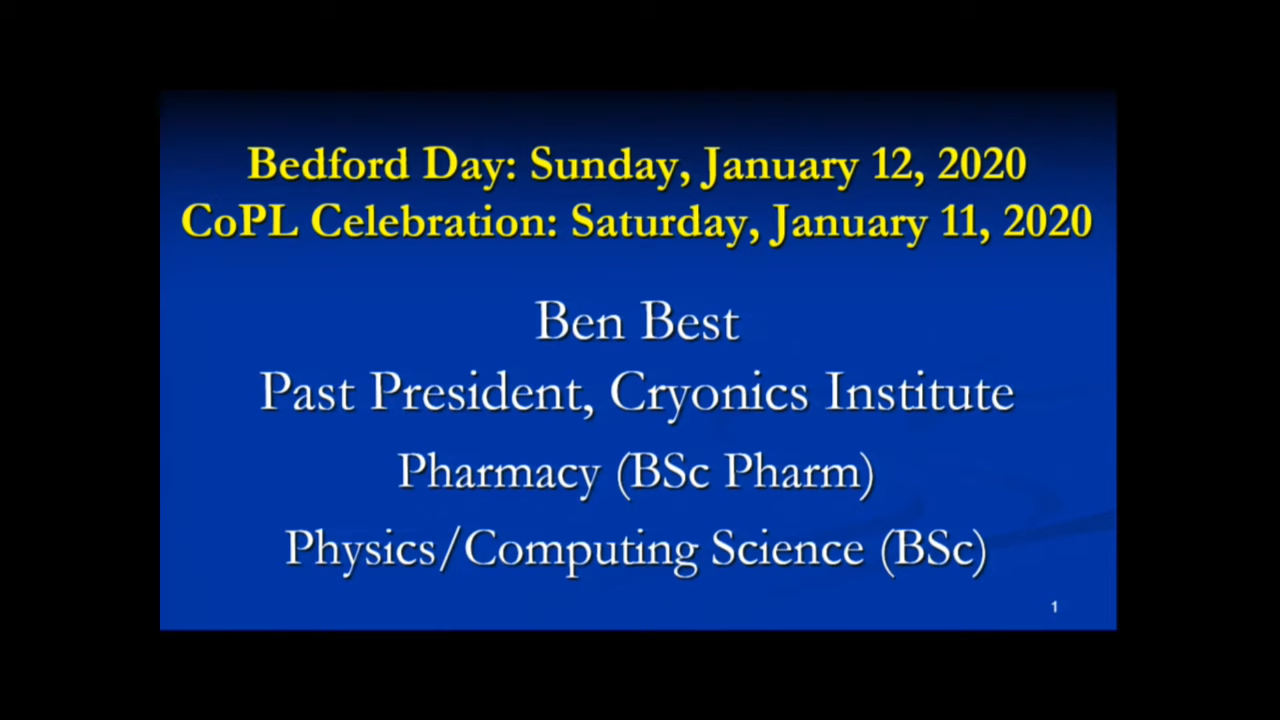 Bedford Day: Sunday, January 12, 2020
CoPL Celebration: Saturday, January 11, 2020
Ben Best
Past President, Cryonics Institute
Pharmacy (BSc Pharm)
Physics/Computing Science (BSc)
1